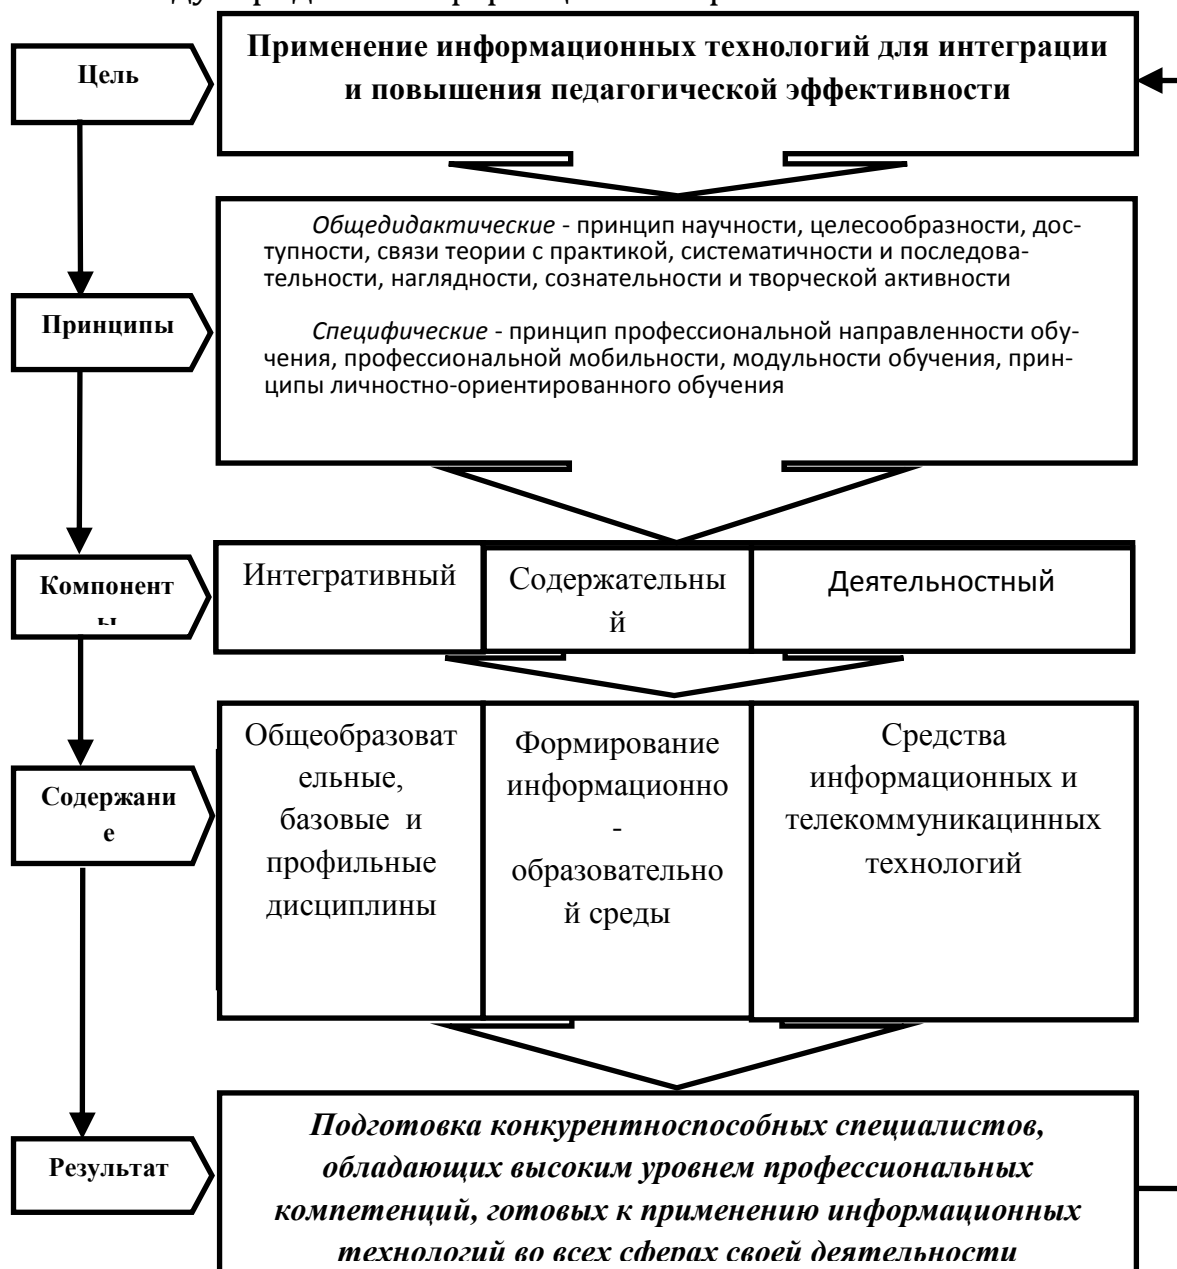 Цель
Применение информационных технологий для интеграции
и повышения педагогической эффективности
Общедидактические - принцип научности, целесообразности, дос-
тупности, связи теории с практикой, систематичности и последова-
тельности, наглядности, сознательности и творческой активности
Принципы
Специфические - принцип профессиональной направленности обу-
чения, профессиональной мобильности, модульности обучения, прин-
ципы личностно-ориентированного обучения
Компонент
ы
Интегративный
Содержательны
й
Деятельностный
Содержани
е
Общеобразоват
ельные,
базовые и
профильные
дисциплины
Формирование
информационно
-
образовательно
й среды
Средства
информационных и
телекоммуникацинных
технологий
Результат
Подготовка конкурентноспособных специалистов,
обладающих высоким уровнем профессиональных
компетенций, готовых к применению информационных
технологий во всех сферах своей деятельности